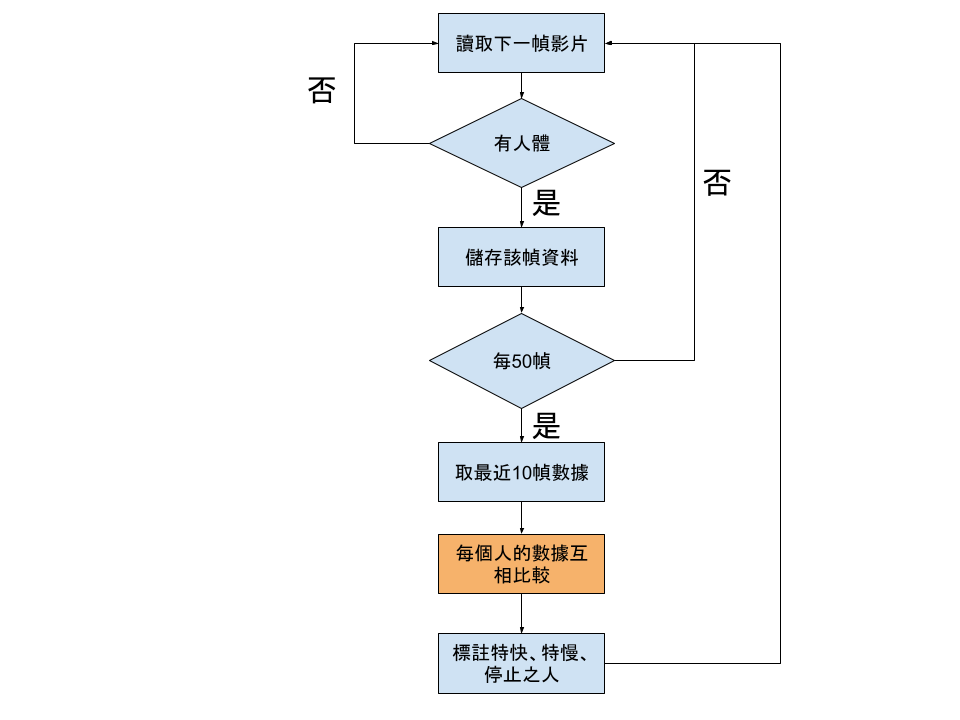 讀取下一幀影片
否
有人體
否
是
儲存該幀資料
每50幀
是
取最近10幀數據
每個人的數據互
相比較
標註特快、特慢、
停止之人